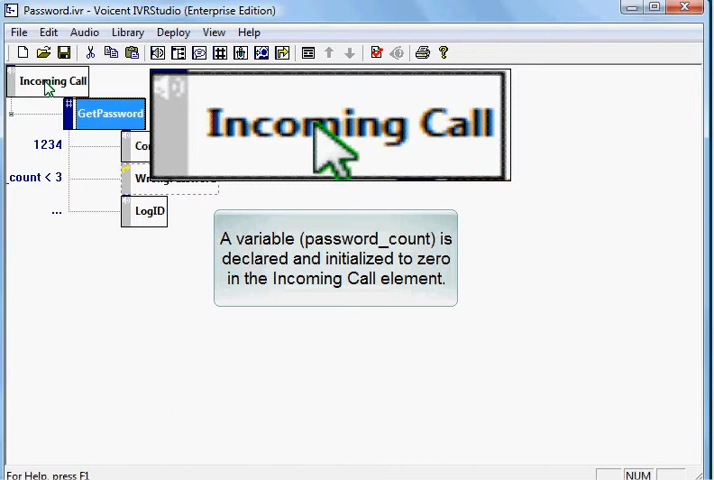 Password.ivr - Voicent IVRStudio (Enterprise Edition)
File Edit Audio Library Deploy View Help
Incoming Call
Incoming Call
GetPassword
1234
_count < 3
... LogID
A variable (password_count) is
declared and initialized to zero
in the Incoming Call element.
For Help, press F1
NUM